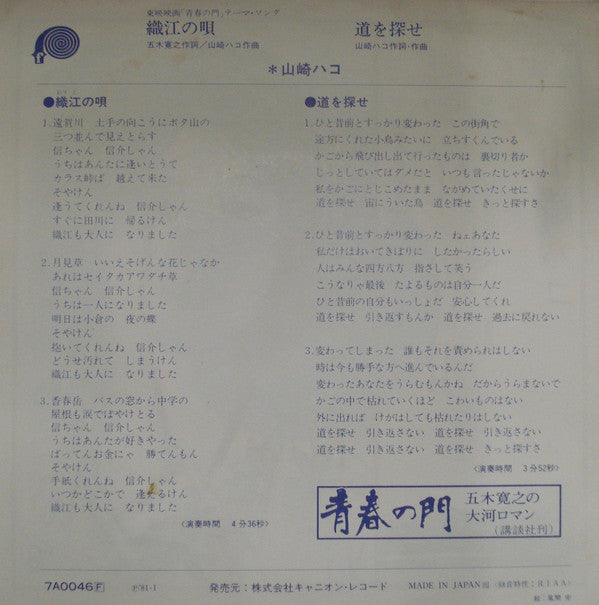 東映映画「青春の門」テーマ・ソング
織江の唄
五木寛之作詞／山崎ハコ作曲
道を探せ
山崎ハコ作詞・作曲
＊山崎ハコ
●織江の唄
1. 遠賀川　土手の向こうにボタ山の
三つ並んで見えとらす
信ちゃん　信介しゃん
うちはあんたに逢いとうて
カラス峠ば　越えて来た
そやけん
逢うてくれんね　信介しゃん
すぐに田川に　帰るけん
織江も大人に　なりました
2. 月見草　いいえそげんな花じゃなか
あれはセイタカアワダチ草
信ちゃん　信介しゃん
うちは一人になりました
明日は小倉の　夜の蝶
そやけん
抱いてくれんね　信介しゃん
どうせ汚れて　しまうけん
織江も大人に　なりました
3. 香春岳　バスの窓から中学の
屋根も涙でぼやけとる
信ちゃん　信介しゃん
うちはあんたが好きやった
ばってんお金にゃ　勝てんもん
そやけん
手紙くれんね　信介しゃん
いつかどこかで　逢えるけん
織江も大人に　なりました
〈演奏時間　4分36秒〉
●道を探せ
1. ひと昔前とすっかり変わった　この街角で
途方にくれた小鳥みたいに　立ちすくんでいる
かごから飛び出し出て行ったものは　裏切り者か
じっとしていてはダメだと　いつも言ったじゃないか
私をかごにとじこめたまま　ながめていたくせに
道を探せ　宙にういた鳥　道を探せ　きっと探すさ
2. ひと昔前とすっかり変わった　ねェあなた
私だけはおいてきぼりに　したかったらしい
人はみんな四方八方　指さして笑う
こうなりゃ最後　たよるものは自分一人だ
ひと昔前の自分もいっしょだ　安心してくれ
道を探せ　引き返すもんか　道を探せ　過去に戻れない
3. 変わってしまった　誰もそれを責められはしない
時は今も勝手な方へ進んでいるんだ
変わったあなたをうらむもんかね　だからうらまないで
かごの中で枯れていくほど　こわいものはない
外に出れば　けがはしても枯れたりはしない
道を探せ　引き返さない　道を探せ　引き返さない
道を探せ　引き返さない　道を探せ　きっと探すさ
〈演奏時間　3分52秒〉
青春の門
五木寛之の
大河ロマン
（講談社刊）
7A0046 F
Ⓟ'81-1
発売元：株式会社キャニオン・レコード
MADE IN JAPAN
（録音特性：RIAA）